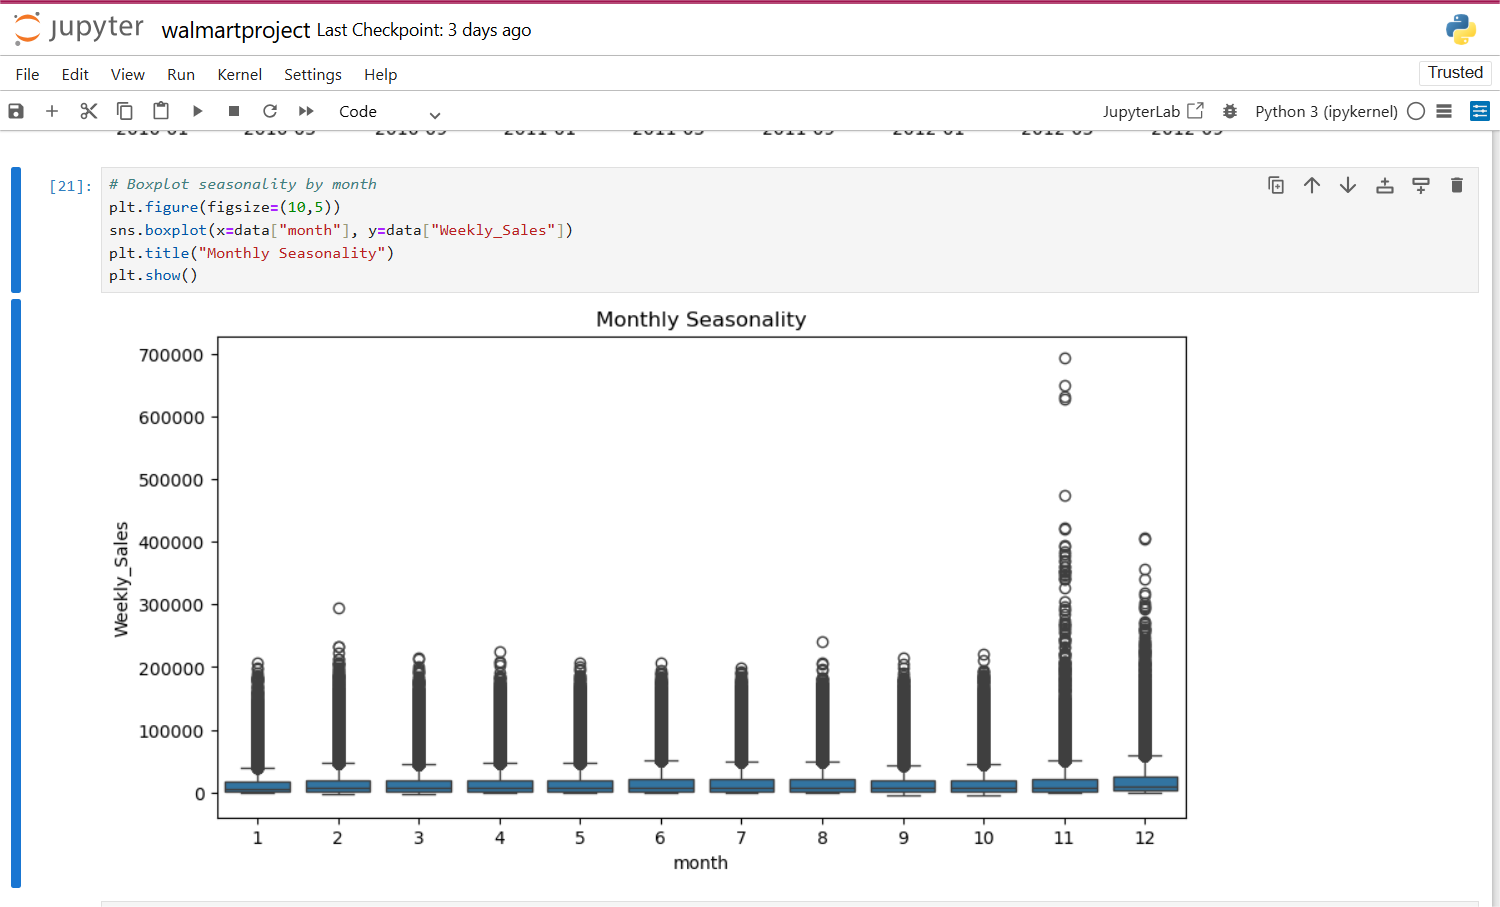 jupyter walmartproject Last Checkpoint: 3 days ago
File Edit View Run Kernel Settings Help
Trusted
Code
JupyterLab
Python 3 (ipykernel)
[21]:
# Boxplot seasonality by month
plt.figure(figsize=(10,5))
sns.boxplot(x=data["month"], y=data["Weekly_Sales"])
plt.title("Monthly Seasonality")
plt.show()
Monthly Seasonality
700000
600000
500000
400000
300000
200000
100000
0
Weekly_Sales
1 2 3 4 5 6 7 8 9 10 11 12
month